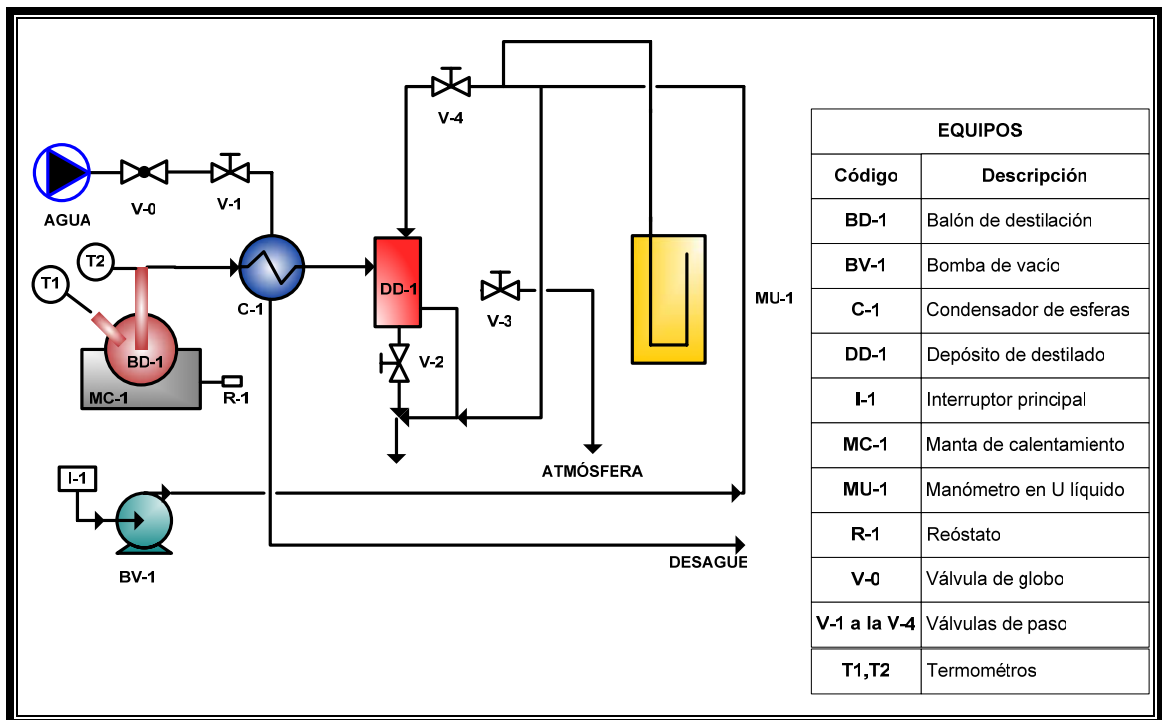 V-4
AGUA
V-0
V-1
T2
T1
C-1
DD-1
BD-1
MC-1
R-1
V-2
V-3
MU-1
ATMÓSFERA
I-1
BV-1
DESAGUE
EQUIPOS
Código Descripción
BD-1 Balón de destilación
BV-1 Bomba de vacío
C-1 Condensador de esferas
DD-1 Depósito de destilado
I-1 Interruptor principal
MC-1 Manta de calentamiento
MU-1 Manómetro en U líquido
R-1 Reóstato
V-0 Válvula de globo
V-1 a la V-4 Válvulas de paso
T1,T2 Termométros